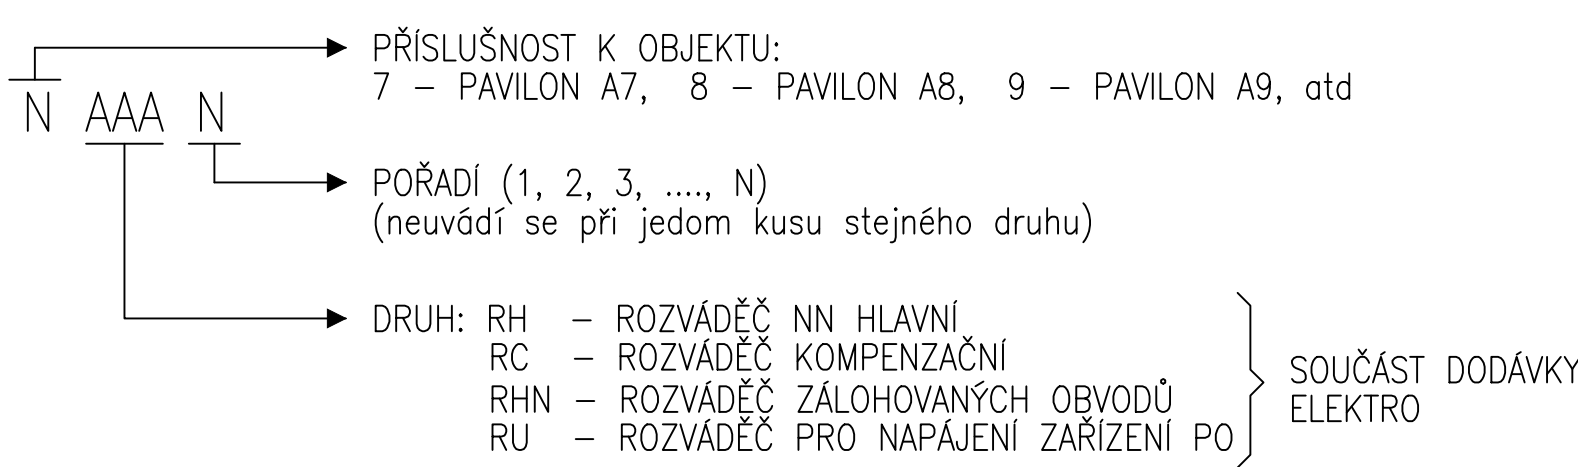 PŘÍSLUŠNOST K OBJEKTU:
7 – PAVILON A7, 8 – PAVILON A8, 9 – PAVILON A9, atd
N AAA N
POŘADÍ (1, 2, 3, ...., N)
(neuvádí se při jedom kusu stejného druhu)
DRUH: RH – ROZVÁDĚČ NN HLAVNÍ
RC – ROZVÁDĚČ KOMPENZAČNÍ
RHN – ROZVÁDĚČ ZÁLOHOVANÝCH OBVODŮ
RU – ROZVÁDĚČ PRO NAPÁJENÍ ZAŘÍZENÍ PO
SOUČÁST DODÁVKY
ELEKTRO